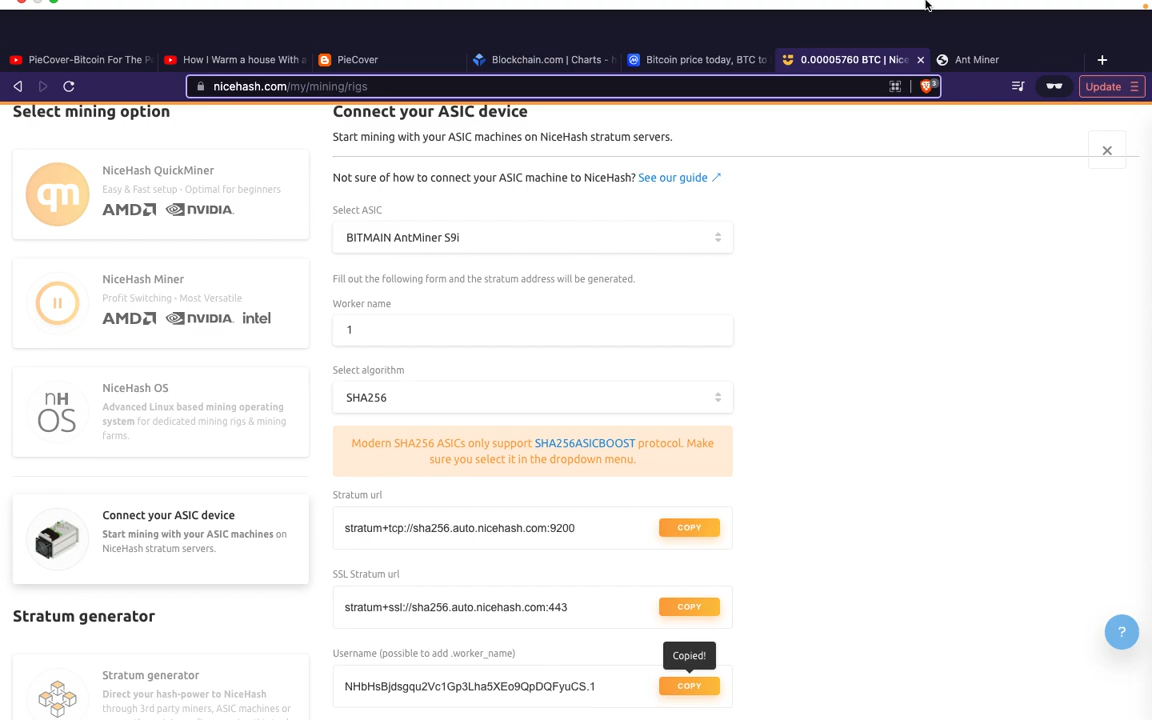 PieCover-Bitcoin For The P
How I Warm a house With a
PieCover
Blockchain.com | Charts -
Bitcoin price today, BTC to
0.00005760 BTC | Nice
Ant Miner
nicehash.com/my/mining/rigs
3
Update
Select mining option
Connect your ASIC device
Start mining with your ASIC machines on NiceHash stratum servers.
Not sure of how to connect your ASIC machine to NiceHash? See our guide
qm
NiceHash QuickMiner
Easy & Fast setup - Optimal for beginners
AMD NVIDIA.
Select ASIC
BITMAIN AntMiner S9i
Fill out the following form and the stratum address will be generated.
NiceHash Miner
Profit Switching - Most Versatile
AMD NVIDIA. intel
Worker name
1
Select algorithm
SHA256
nH
OS
NiceHash OS
Advanced Linux based mining operating
system for dedicated mining rigs & mining
farms.
Modern SHA256 ASICs only support SHA256ASICBOOST protocol. Make
sure you select it in the dropdown menu.
Stratum url
stratum+tcp://sha256.auto.nicehash.com:9200
COPY
Connect your ASIC device
Start mining with your ASIC machines on
NiceHash stratum servers.
SSL Stratum url
stratum+ssl://sha256.auto.nicehash.com:443
COPY
Stratum generator
Username (possible to add .worker_name)
Copied!
NHbHsBjdsgqu2Vc1Gp3Lha5XEo9QpDQFyuCS.1
COPY
Stratum generator
Direct your hash-power to NiceHash
through 3rd party miners, ASIC machines or
?